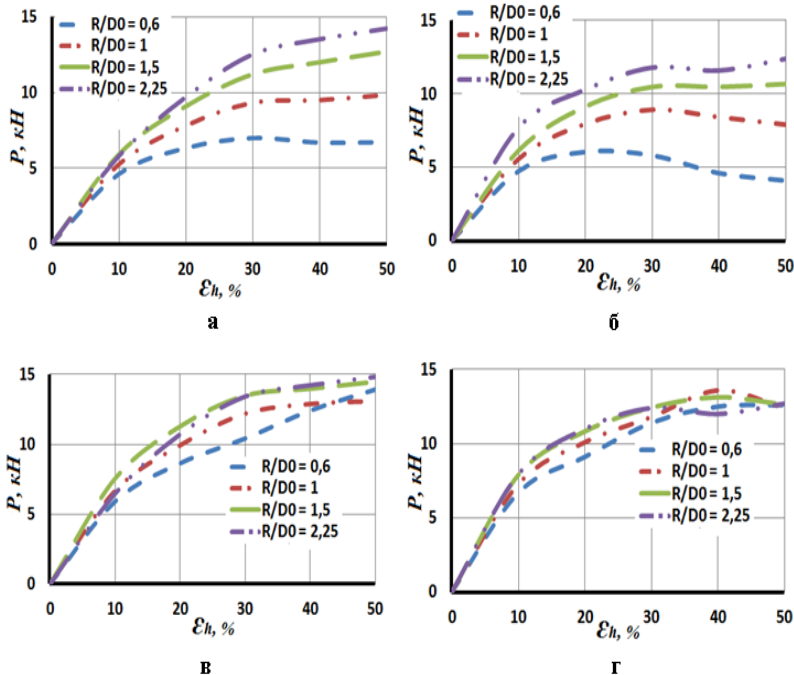 R/D0 = 0,6
R/D0 = 1
R/D0 = 1,5
R/D0 = 2,25
P, кН
15
10
5
0
0 10 20 30 40 50
Ɛh, %
а
R/D0 = 0,6
R/D0 = 1
R/D0 = 1,5
R/D0 = 2,25
P, кН
15
10
5
0
0 10 20 30 40 50
Ɛh, %
б
R/D0 = 0,6
R/D0 = 1
R/D0 = 1,5
R/D0 = 2,25
P, кН
15
10
5
0
0 10 20 30 40 50
Ɛh, %
в
R/D0 = 0,6
R/D0 = 1
R/D0 = 1,5
R/D0 = 2,25
P, кН
15
10
5
0
0 10 20 30 40 50
Ɛh, %
г